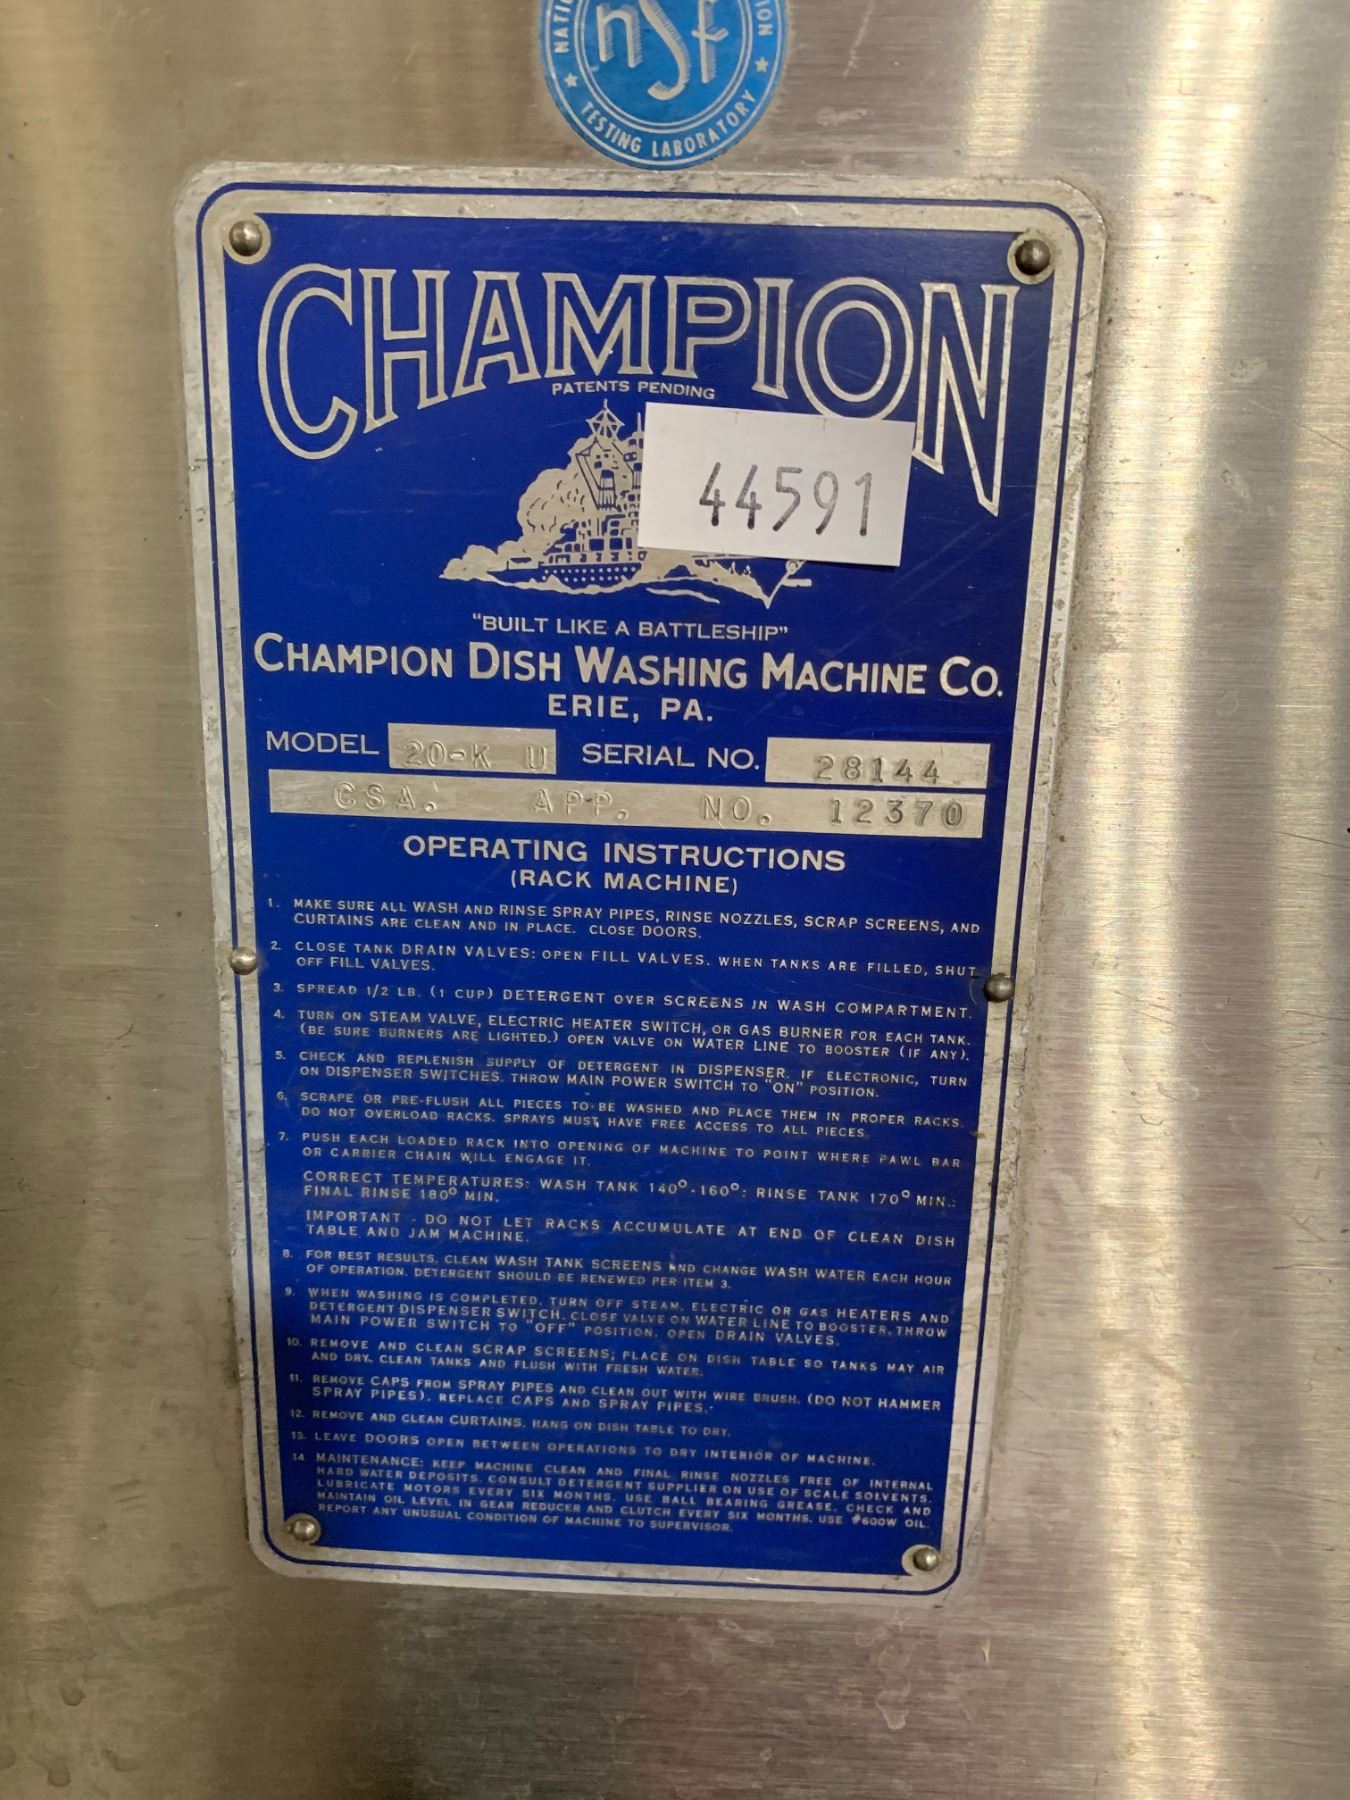 NATI
ION
nsf
★ TESTING LABORATORY ★
CHAMPION
PATENTS PENDING
44591
"BUILT LIKE A BATTLESHIP"
CHAMPION DISH WASHING MACHINE CO.
ERIE, PA.
MODEL 20-K U SERIAL NO. 28144
CSA. APP. NO. 12370
OPERATING INSTRUCTIONS
(RACK MACHINE)
1. MAKE SURE ALL WASH AND RINSE SPRAY PIPES, RINSE NOZZLES, SCRAP SCREENS, AND
CURTAINS ARE CLEAN AND IN PLACE. CLOSE DOORS.
2. CLOSE TANK DRAIN VALVES; OPEN FILL VALVES. WHEN TANKS ARE FILLED, SHUT
OFF FILL VALVES.
3. SPREAD 1/2 LB. (1 CUP) DETERGENT OVER SCREENS IN WASH COMPARTMENT.
4. TURN ON STEAM VALVE, ELECTRIC HEATER SWITCH, OR GAS BURNER FOR EACH TANK.
(BE SURE BURNERS ARE LIGHTED.) OPEN VALVE ON WATER LINE TO BOOSTER (IF ANY).
5. CHECK AND REPLENISH SUPPLY OF DETERGENT IN DISPENSER. IF ELECTRONIC, TURN
ON DISPENSER SWITCHES. THROW MAIN POWER SWITCH TO "ON" POSITION.
6. SCRAPE OR PRE-FLUSH ALL PIECES TO BE WASHED AND PLACE THEM IN PROPER RACKS.
DO NOT OVERLOAD RACKS. SPRAYS MUST HAVE FREE ACCESS TO ALL PIECES.
7. PUSH EACH LOADED RACK INTO OPENING OF MACHINE TO POINT WHERE PAWL BAR
OR CARRIER CHAIN WILL ENGAGE IT.
CORRECT TEMPERATURES: WASH TANK 140°-160°; RINSE TANK 170° MIN.;
FINAL RINSE 180° MIN.
IMPORTANT - DO NOT LET RACKS ACCUMULATE AT END OF CLEAN DISH
TABLE AND JAM MACHINE.
8. FOR BEST RESULTS, CLEAN WASH TANK SCREENS AND CHANGE WASH WATER EACH HOUR
OF OPERATION. DETERGENT SHOULD BE RENEWED PER ITEM 3.
9. WHEN WASHING IS COMPLETED, TURN OFF STEAM, ELECTRIC OR GAS HEATERS AND
DETERGENT DISPENSER SWITCH. CLOSE VALVE ON WATER LINE TO BOOSTER. THROW
MAIN POWER SWITCH TO "OFF" POSITION. OPEN DRAIN VALVES.
10. REMOVE AND CLEAN SCRAP SCREENS; PLACE ON DISH TABLE SO TANKS MAY AIR
AND DRY. CLEAN TANKS AND FLUSH WITH FRESH WATER.
11. REMOVE CAPS FROM SPRAY PIPES AND CLEAN OUT WITH WIRE BRUSH. (DO NOT HAMMER
SPRAY PIPES). REPLACE CAPS AND SPRAY PIPES.
12. REMOVE AND CLEAN CURTAINS. HANG ON DISH TABLE TO DRY.
13. LEAVE DOORS OPEN BETWEEN OPERATIONS TO DRY INTERIOR OF MACHINE.
14. MAINTENANCE: KEEP MACHINE CLEAN AND FINAL RINSE NOZZLES FREE OF INTERNAL
HARD WATER DEPOSITS. CONSULT DETERGENT SUPPLIER ON USE OF SCALE SOLVENTS.
LUBRICATE MOTORS EVERY SIX MONTHS. USE BALL BEARING GREASE. CHECK AND
MAINTAIN OIL LEVEL IN GEAR REDUCER AND CLUTCH EVERY SIX MONTHS. USE #600W OIL.
REPORT ANY UNUSUAL CONDITION OF MACHINE TO SUPERVISOR.